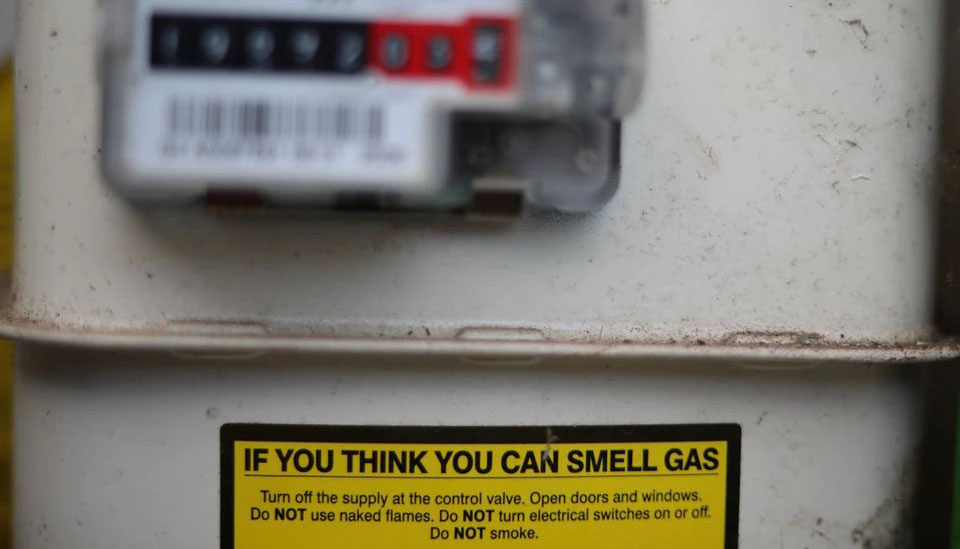 IF YOU THINK YOU CAN SMELL GAS
Turn off the supply at the control valve. Open doors and windows.
Do NOT use naked flames. Do NOT turn electrical switches on or off.
Do NOT smoke.